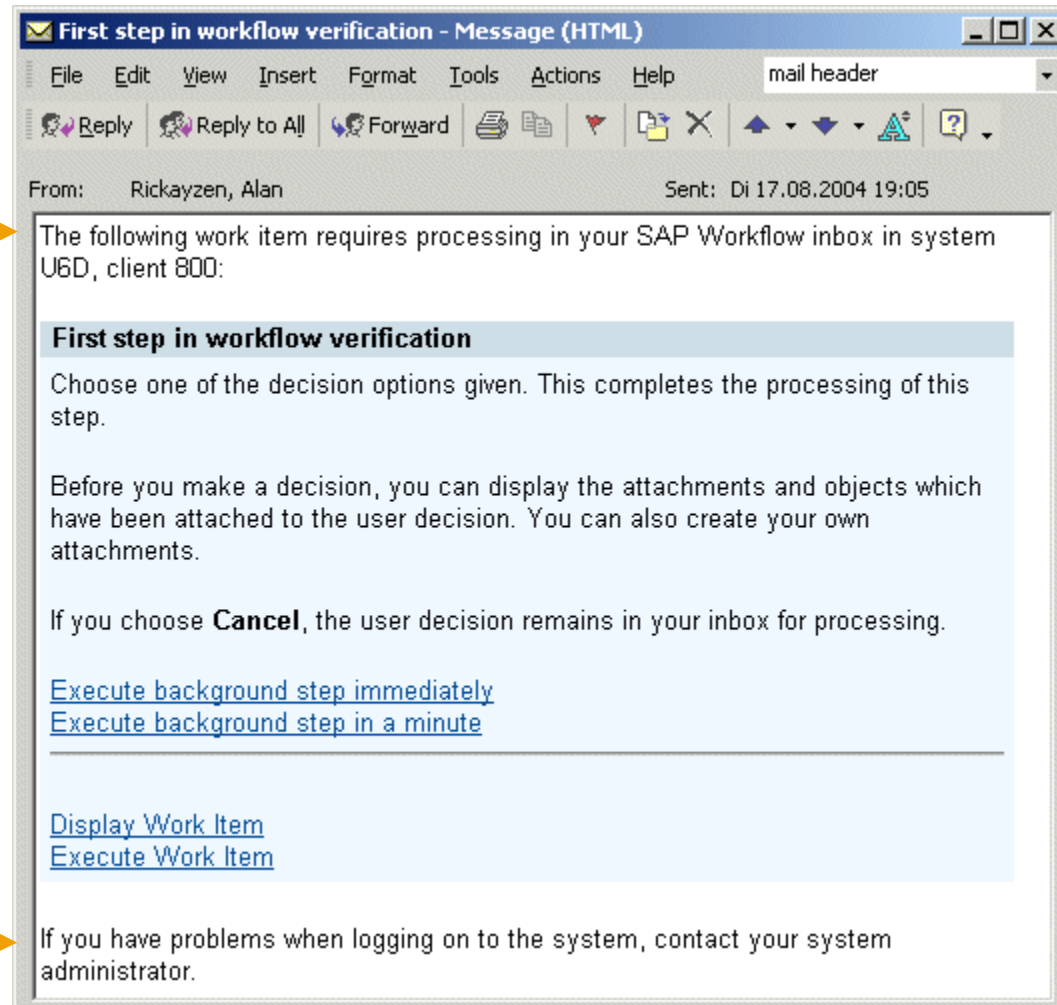 First step in workflow verification - Message (HTML)
File Edit View Insert Format Tools Actions Help mail header
Reply Reply to All Forward
From: Rickayzen, Alan Sent: Di 17.08.2004 19:05
The following work item requires processing in your SAP Workflow inbox in system
U6D, client 800:
First step in workflow verification
Choose one of the decision options given. This completes the processing of this
step.
Before you make a decision, you can display the attachments and objects which
have been attached to the user decision. You can also create your own
attachments.
If you choose Cancel, the user decision remains in your inbox for processing.
Execute background step immediately
Execute background step in a minute
Display Work Item
Execute Work Item
If you have problems when logging on to the system, contact your system
administrator.